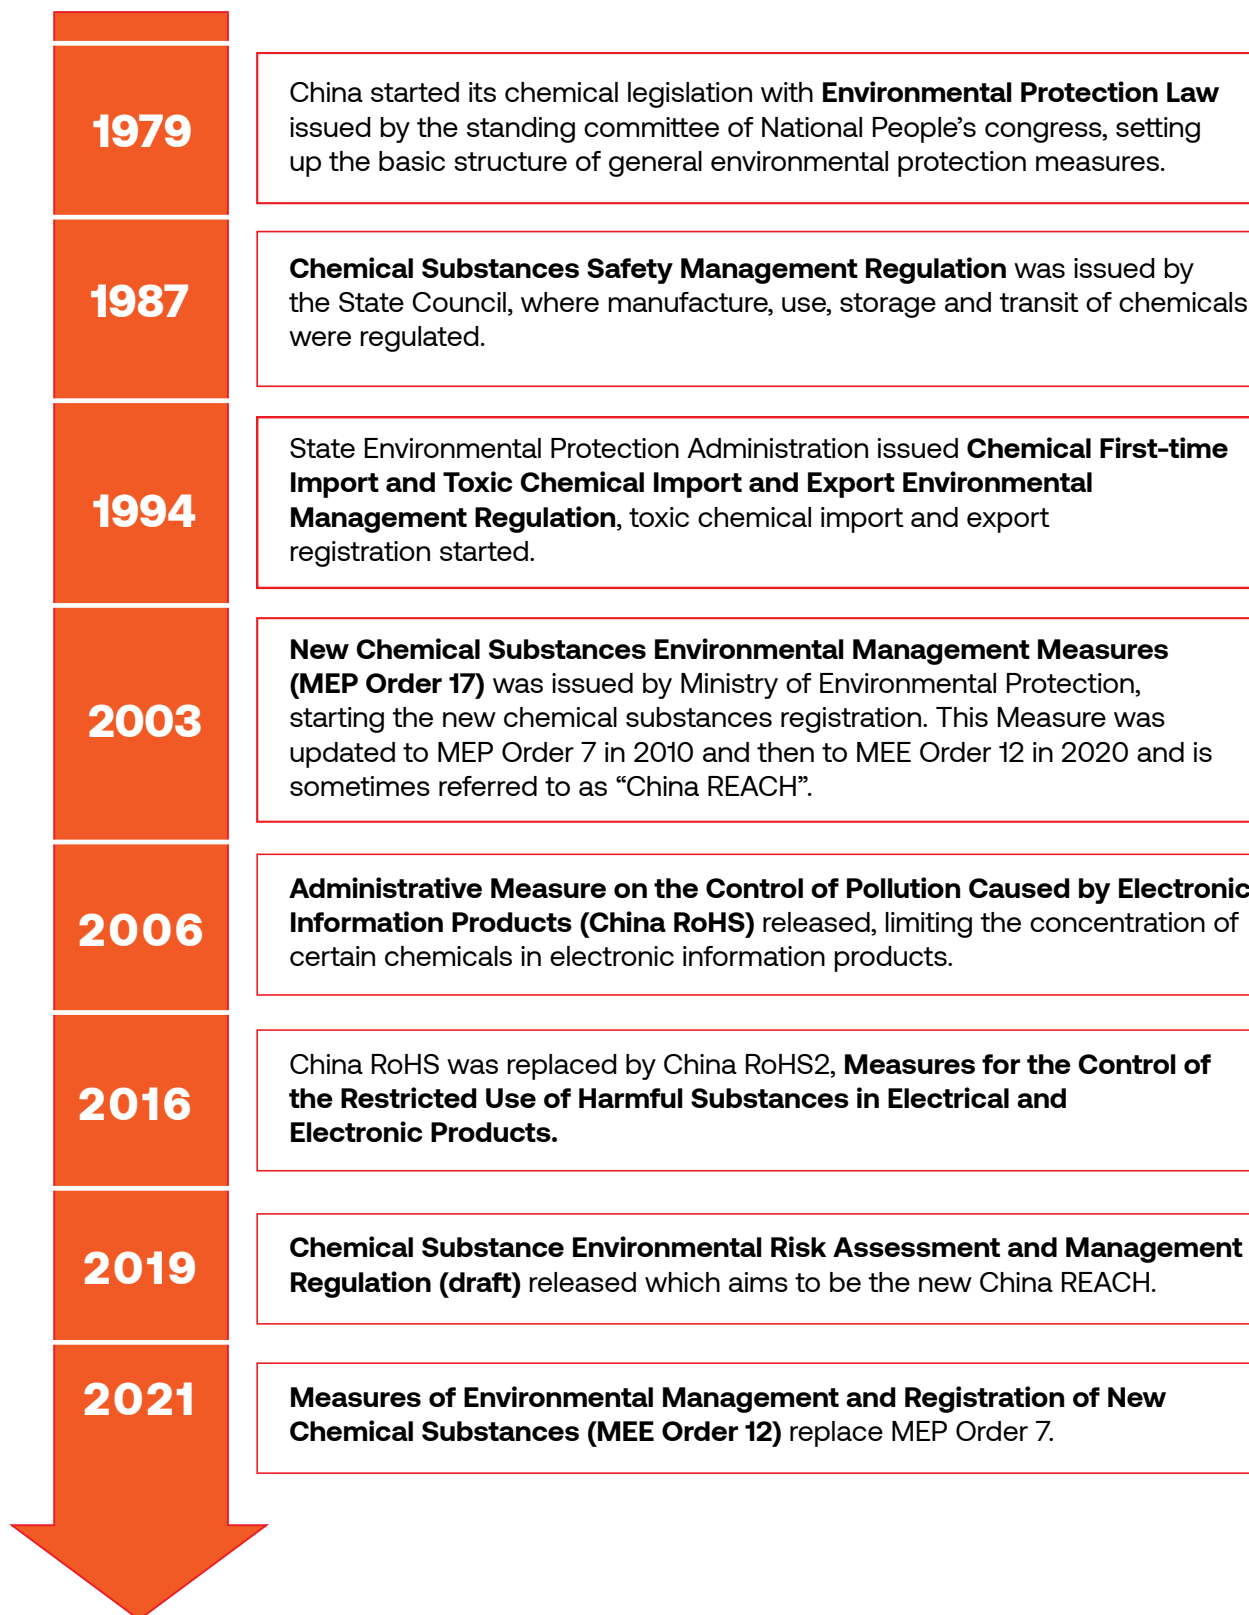 1979
China started its chemical legislation with Environmental Protection Law
issued by the standing committee of National People’s congress, setting
up the basic structure of general environmental protection measures.
1987
Chemical Substances Safety Management Regulation was issued by
the State Council, where manufacture, use, storage and transit of chemicals
were regulated.
1994
State Environmental Protection Administration issued Chemical First-time
Import and Toxic Chemical Import and Export Environmental
Management Regulation, toxic chemical import and export
registration started.
2003
New Chemical Substances Environmental Management Measures
(MEP Order 17) was issued by Ministry of Environmental Protection,
starting the new chemical substances registration. This Measure was
updated to MEP Order 7 in 2010 and then to MEE Order 12 in 2020 and is
sometimes referred to as “China REACH”.
2006
Administrative Measure on the Control of Pollution Caused by Electronic
Information Products (China RoHS) released, limiting the concentration of
certain chemicals in electronic information products.
2016
China RoHS was replaced by China RoHS2, Measures for the Control of
the Restricted Use of Harmful Substances in Electrical and
Electronic Products.
2019
Chemical Substance Environmental Risk Assessment and Management
Regulation (draft) released which aims to be the new China REACH.
2021
Measures of Environmental Management and Registration of New
Chemical Substances (MEE Order 12) replace MEP Order 7.